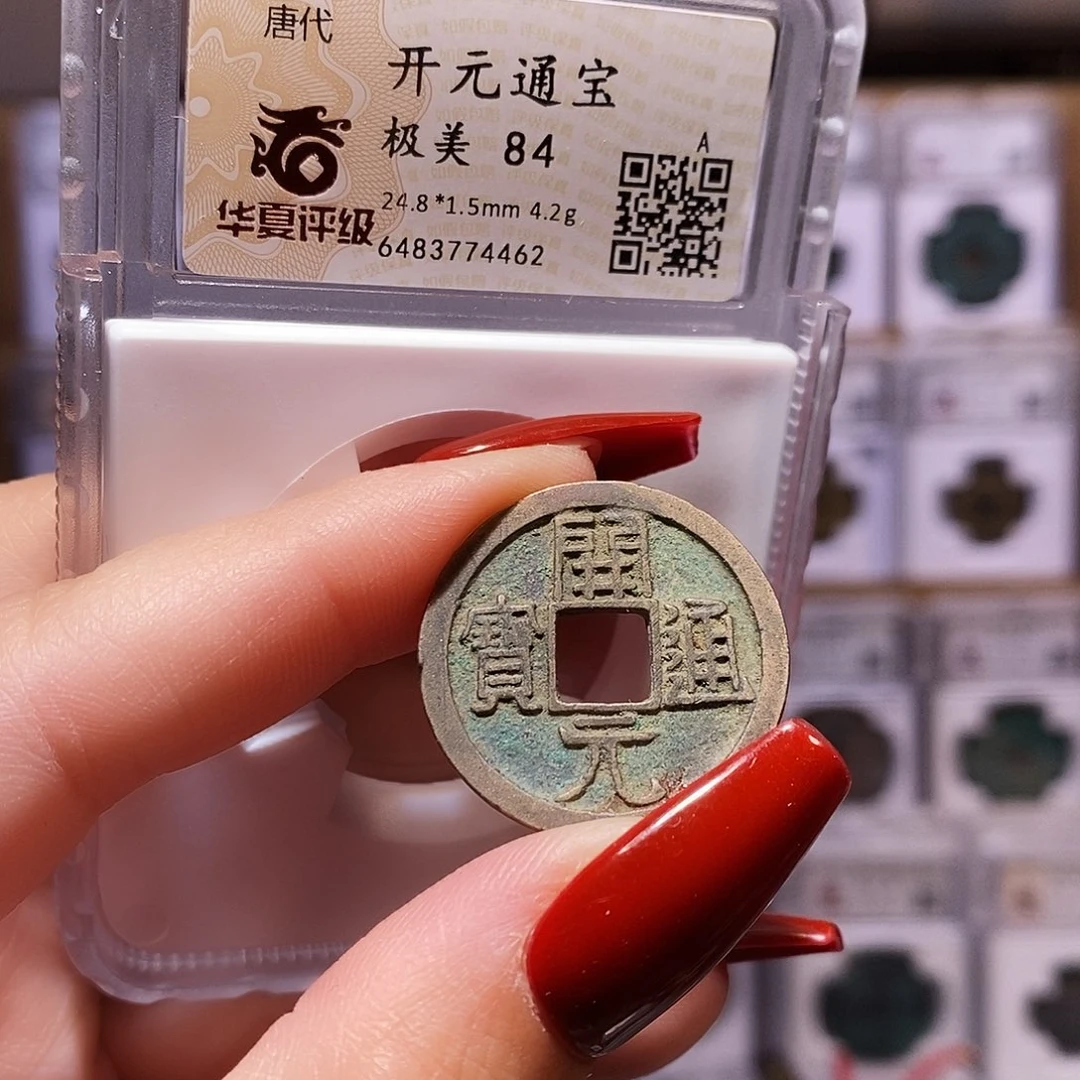 唐代
开元通宝
极美 84
A
24.8*1.5mm 4.2g
华夏评级
6483774462
開
寶 通
元